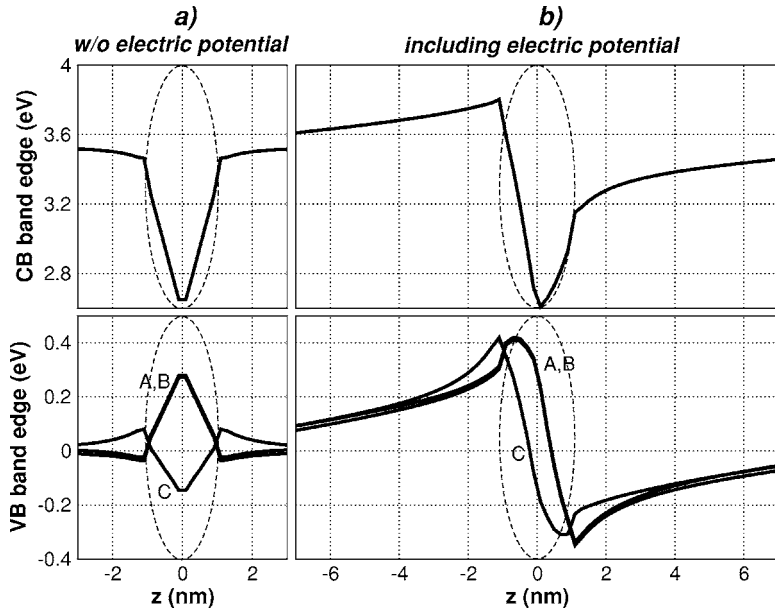 a)
b)
w/o electric potential
including electric potential
CB band edge (eV)
4
3.6
3.2
2.8
VB band edge (eV)
0.4
0.2
0
-0.2
-0.4
A,B
C
A,B
C
-2 0 2
-6 -4 -2 0 2 4 6
z (nm)
z (nm)